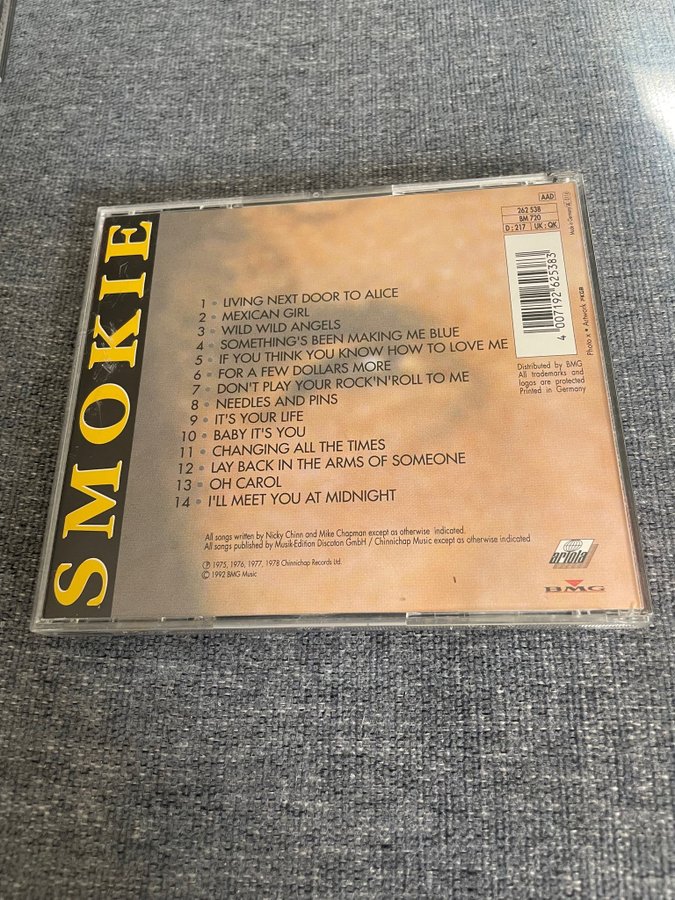 SMOKIE
AAD
262 538
BM 720
D : 217 UK : QK
Made in Germany
4 007192 625383
Photo x • Artwork
1 • LIVING NEXT DOOR TO ALICE
2 • MEXICAN GIRL
3 • WILD WILD ANGELS
4 • SOMETHING'S BEEN MAKING ME BLUE
5 • IF YOU THINK YOU KNOW HOW TO LOVE ME
6 • FOR A FEW DOLLARS MORE
7 • DON'T PLAY YOUR ROCK'N'ROLL TO ME
8 • NEEDLES AND PINS
9 • IT'S YOUR LIFE
10 • BABY IT'S YOU
11 • CHANGING ALL THE TIMES
12 • LAY BACK IN THE ARMS OF SOMEONE
13 • OH CAROL
14 • I'LL MEET YOU AT MIDNIGHT
Distributed by BMG
All trademarks and
logos are protected
Printed in Germany
All songs written by Nicky Chinn and Mike Chapman except as otherwise indicated.
All songs published by Musik-Edition Discoton GmbH / Chinnichap Music except as otherwise indicated
℗ 1975, 1976, 1977, 1978 Chinnichap Records Ltd.
© 1992 BMG Music
ariola
BMG